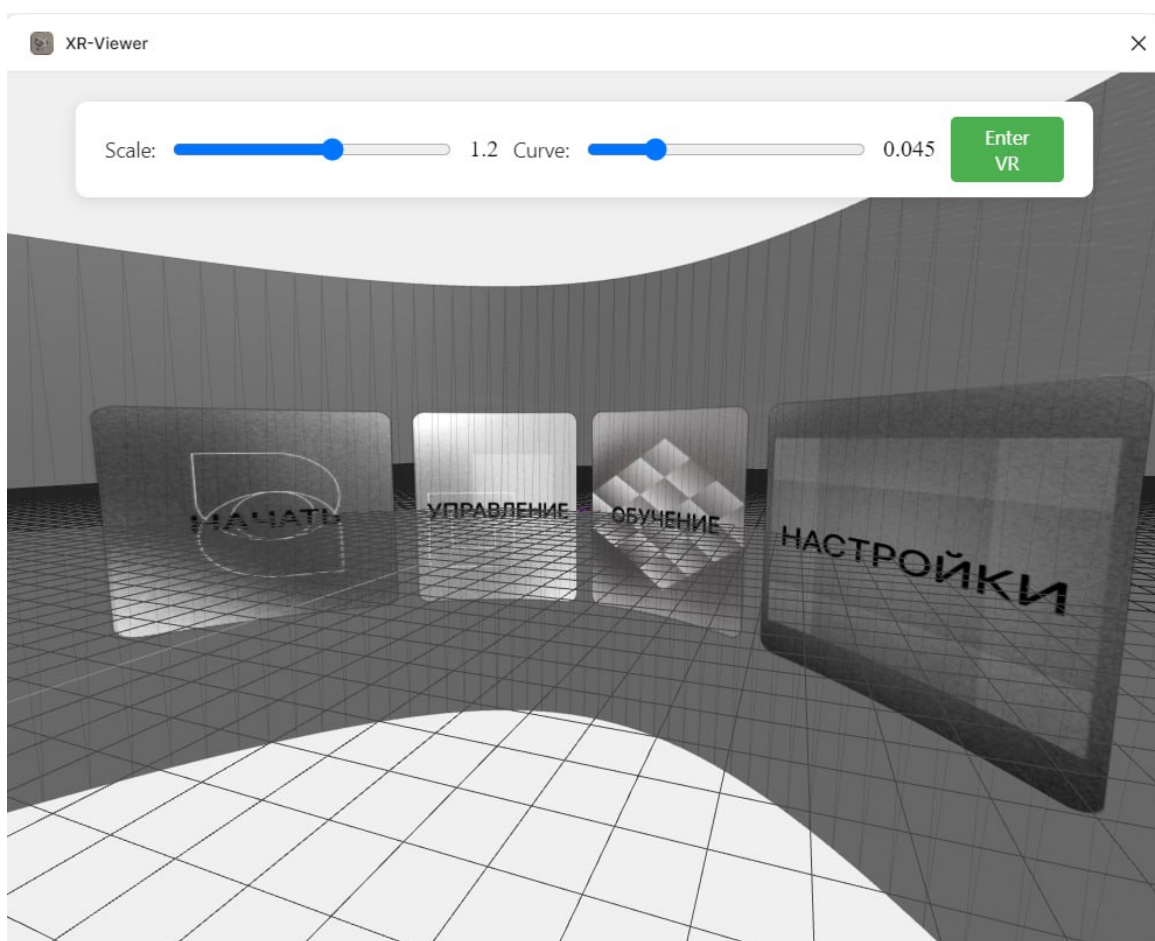 XR-Viewer
Scale: 1.2 Curve: 0.045 Enter VR
НАЧАТЬ
УПРАВЛЕНИЕ
ОБУЧЕНИЕ
НАСТРОЙКИ